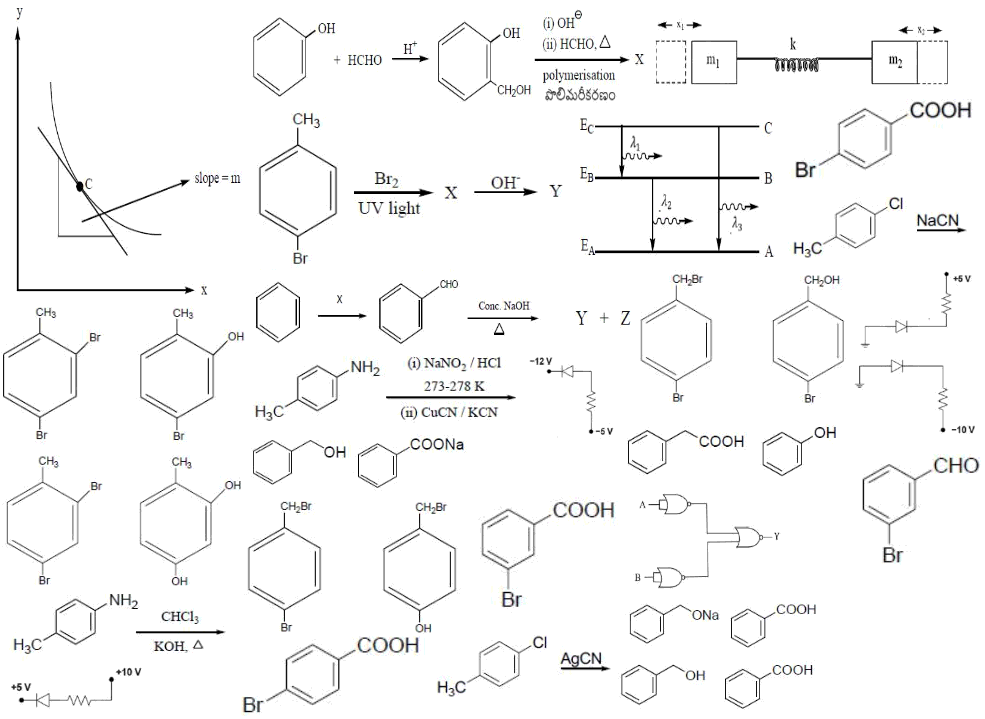 y
x
C
slope = m
OH
+ HCHO
H⁺
OH
CH₂OH
(i) OH⊖
(ii) HCHO, △
polymerisation
పాలిమరీకరణం
X
x₁
m₁
k
m₂
x₂
CH₃
Br
Br₂
UV light
X
OH⁻
Y
E_C
C
λ₁
E_B
B
λ₂
λ₃
E_A
A
COOH
Br
Cl
H₃C
NaCN
X
CHO
Conc. NaOH
△
Y + Z
CH₂Br
Br
CH₂OH
Br
+5 V
−10 V
CH₃
Br
Br
CH₃
OH
Br
NH₂
H₃C
(i) NaNO₂ / HCl
273-278 K
(ii) CuCN / KCN
−12 V
−5 V
OH
COONa
COOH
OH
CHO
Br
CH₃
Br
Br
CH₃
OH
OH
CH₂Br
Br
CH₂Br
OH
COOH
Br
A
B
Y
NH₂
H₃C
CHCl₃
KOH, △
ONa
COOH
+5 V
+10 V
COOH
Br
Cl
H₃C
AgCN
OH
COOH